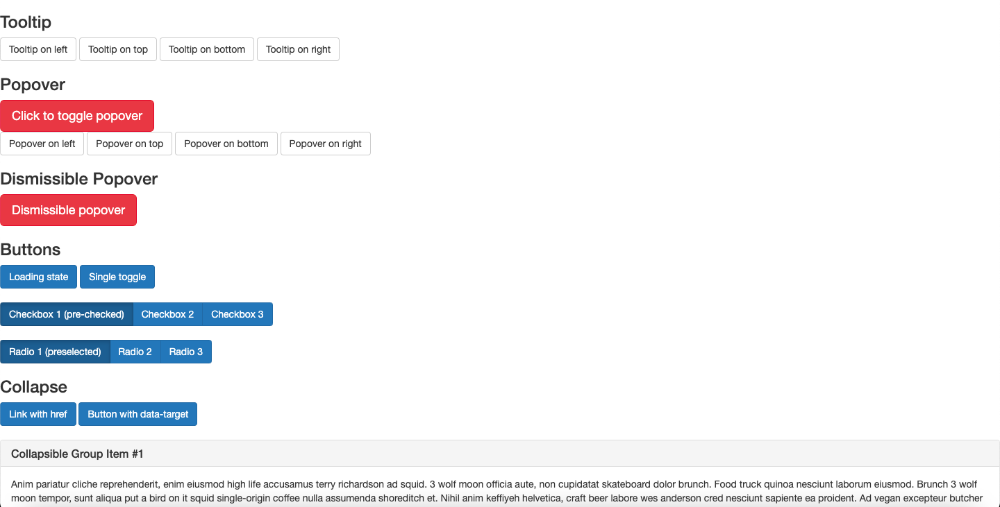 Tooltip
Tooltip on left Tooltip on top Tooltip on bottom Tooltip on right
Popover
Click to toggle popover
Popover on left Popover on top Popover on bottom Popover on right
Dismissible Popover
Dismissible popover
Buttons
Loading state Single toggle
Checkbox 1 (pre-checked) Checkbox 2 Checkbox 3
Radio 1 (preselected) Radio 2 Radio 3
Collapse
Link with href Button with data-target
Collapsible Group Item #1
Anim pariatur cliche reprehenderit, enim eiusmod high life accusamus terry richardson ad squid. 3 wolf moon officia aute, non cupidatat skateboard dolor brunch. Food truck quinoa nesciunt laborum eiusmod. Brunch 3 wolf
moon tempor, sunt aliqua put a bird on it squid single-origin coffee nulla assumenda shoreditch et. Nihil anim keffiyeh helvetica, craft beer labore wes anderson cred nesciunt sapiente ea proident. Ad vegan excepteur butcher